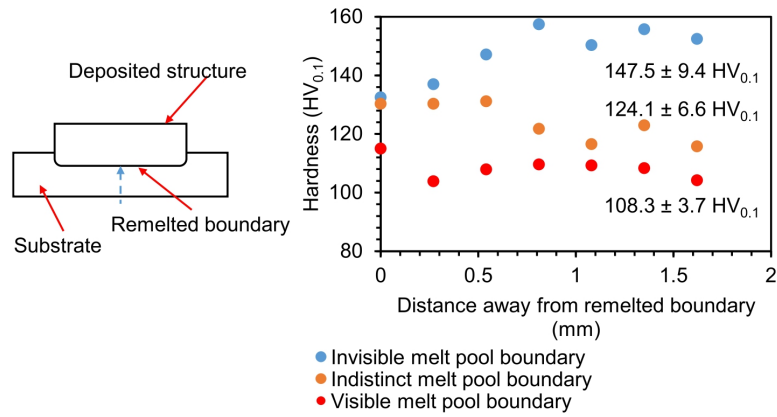 Deposited structure
Remelted boundary
Substrate
Hardness (HV0.1)
160
140
120
100
80
147.5 ± 9.4 HV0.1
124.1 ± 6.6 HV0.1
108.3 ± 3.7 HV0.1
0
0.5
1
1.5
2
Distance away from remelted boundary
(mm)
Invisible melt pool boundary
Indistinct melt pool boundary
Visible melt pool boundary